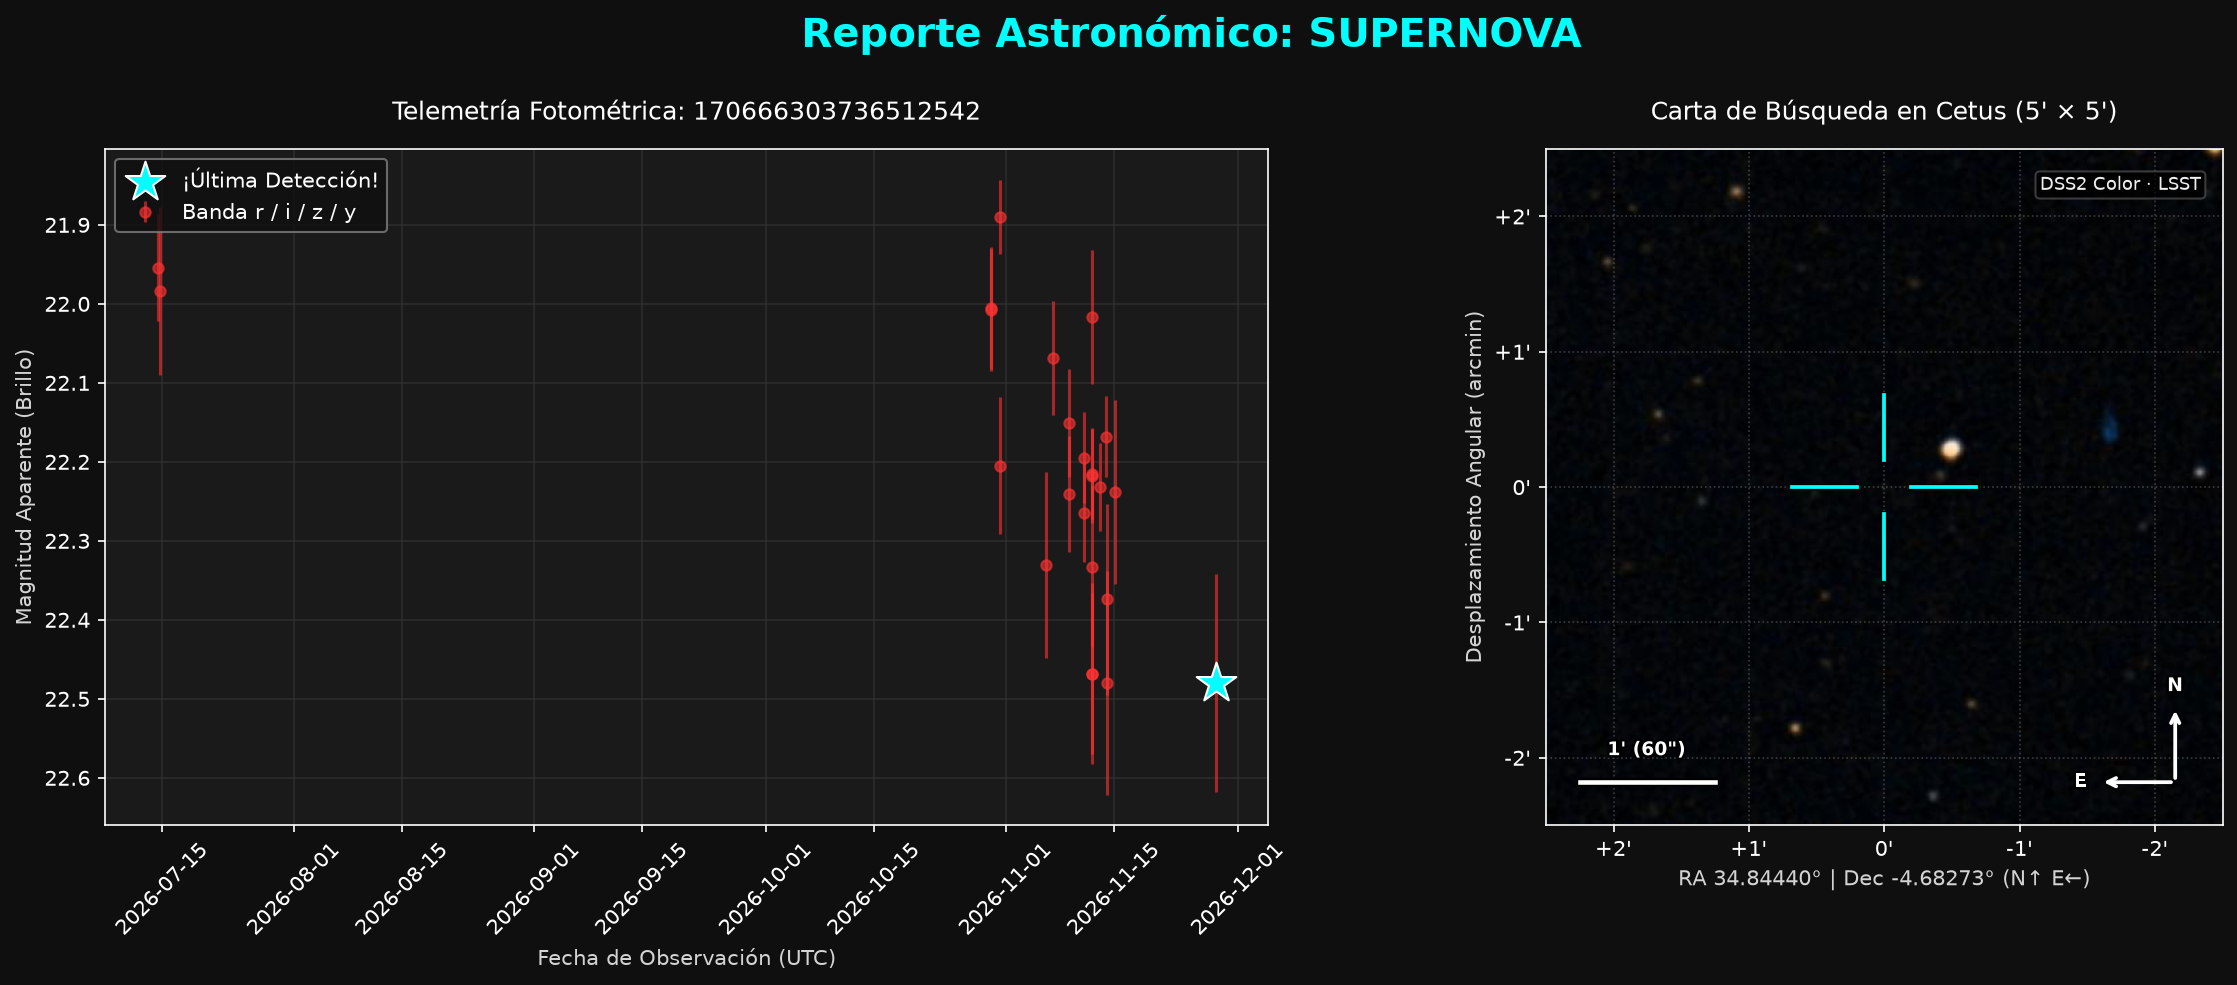 Reporte Astronómico: SUPERNOVA
Telemetría Fotométrica: 170666303736512542
¡Última Detección!
Banda r / i / z / y
Magnitud Aparente (Brillo)
21.9
22.0
22.1
22.2
22.3
22.4
22.5
22.6
2026-07-15
2026-08-01
2026-08-15
2026-09-01
2026-09-15
2026-10-01
2026-10-15
2026-11-01
2026-11-15
2026-12-01
Fecha de Observación (UTC)
Carta de Búsqueda en Cetus (5' × 5')
DSS2 Color · LSST
Desplazamiento Angular (arcmin)
+2'
+1'
0'
-1'
-2'
N
E
1' (60")
+2'
+1'
0'
-1'
-2'
RA 34.84440° | Dec -4.68273° (N↑ E←)